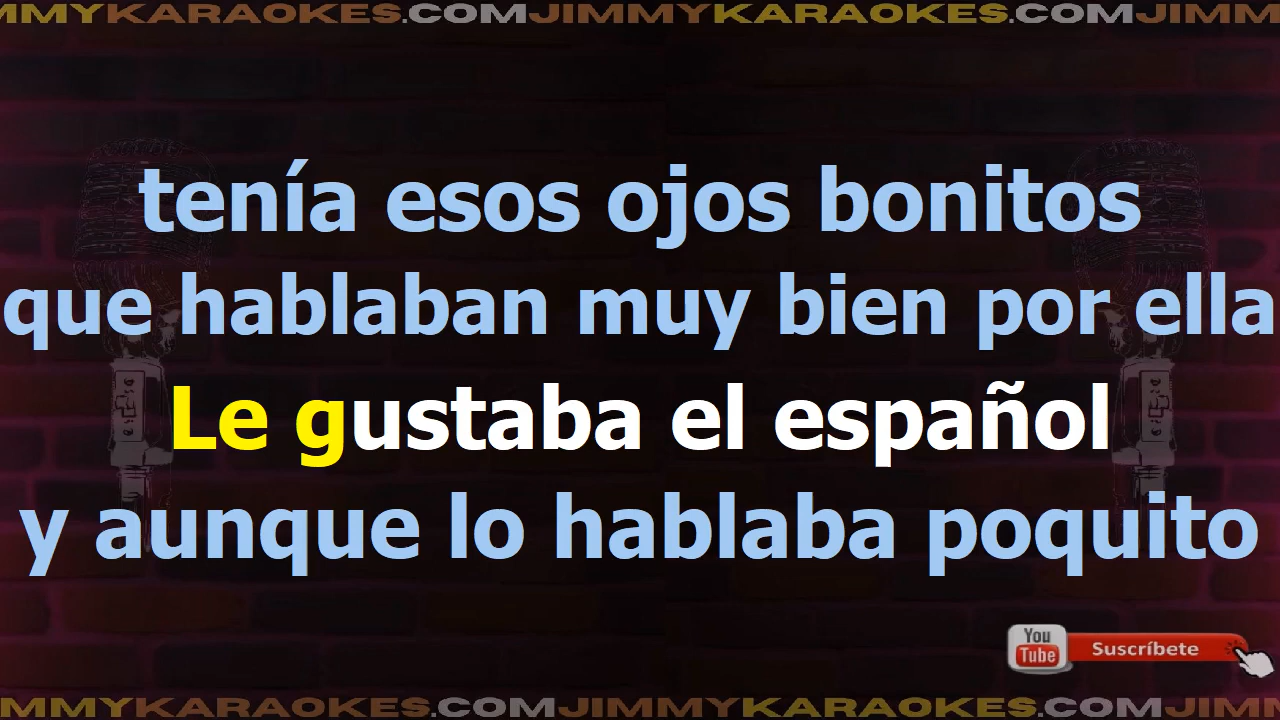 MMYKARAOKES.COMJIMMYKARAOKES.COMJIMM
tenía esos ojos bonitos
que hablaban muy bien por ella
Le gustaba el español
y aunque lo hablaba poquito
You
Tube
Suscríbete
MMYKARAOKES.COMJIMMYKARAOKES.COMJIMM